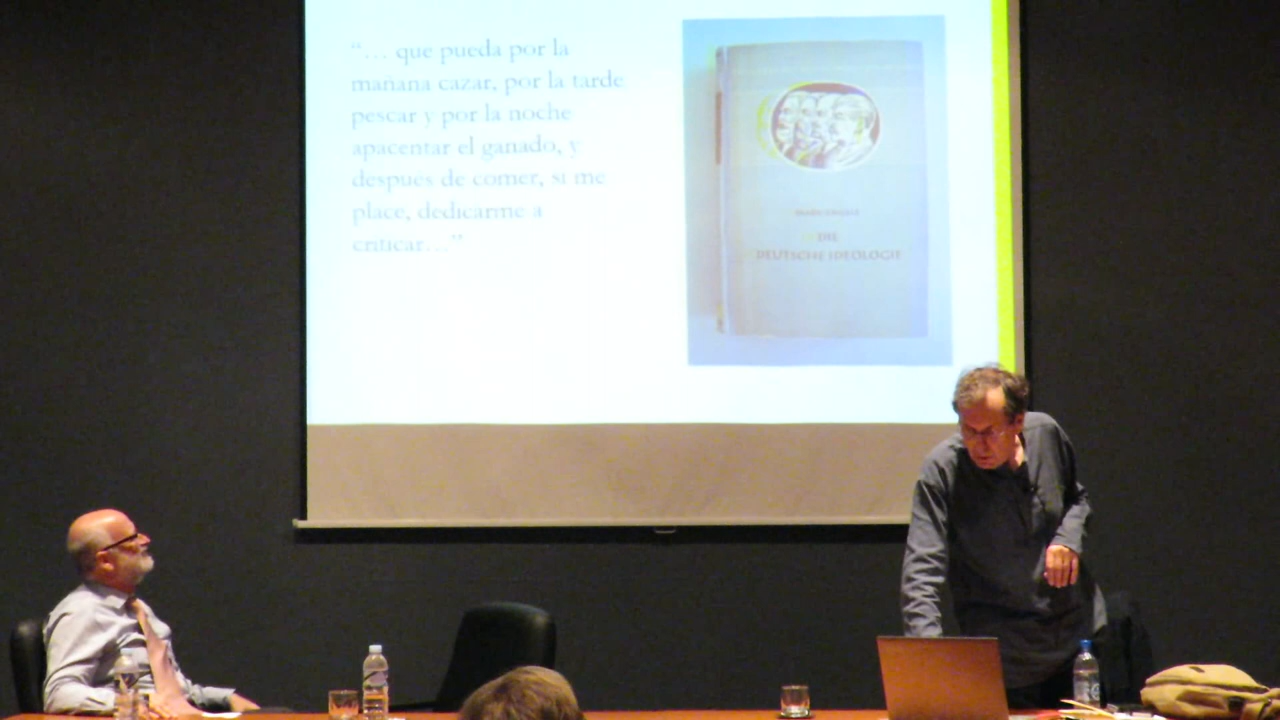 “… que pueda por la
mañana cazar, por la tarde
pescar y por la noche
apacentar el ganado, y
después de comer, si me
place, dedicarme a
criticar…”
DIE
DEUTSCHE IDEOLOGIE